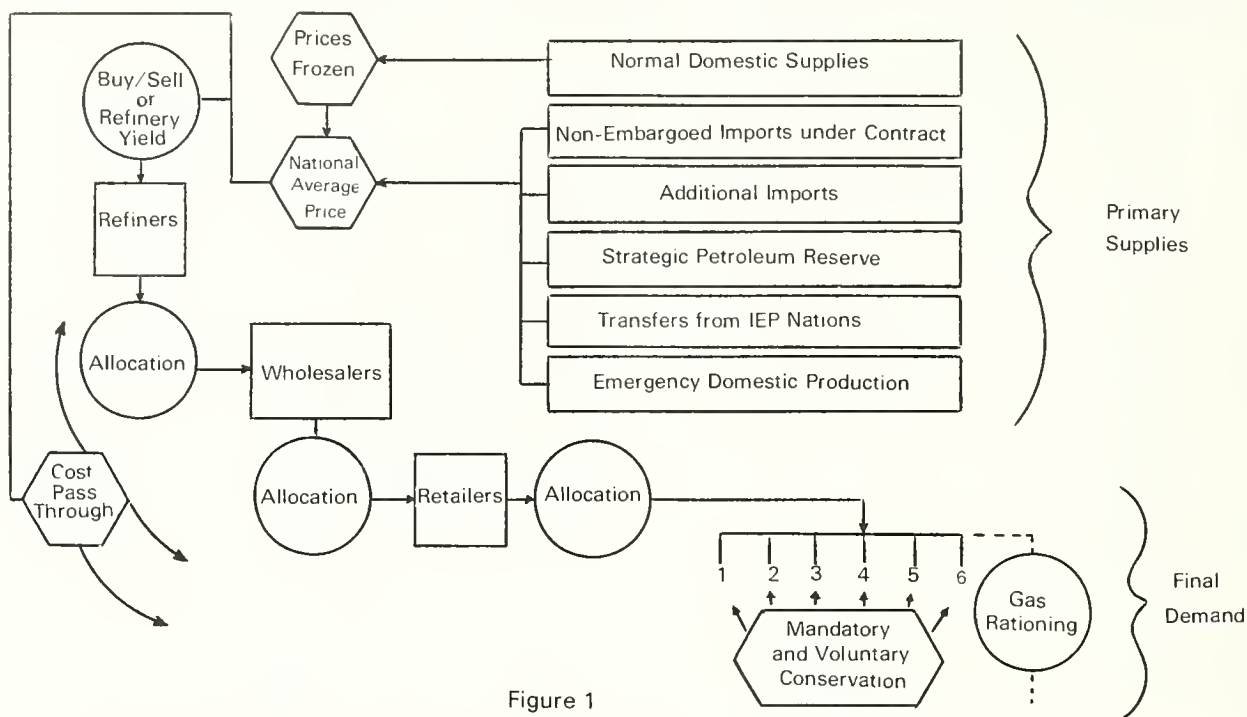 Prices
Frozen
Normal Domestic Supplies
Buy/Sell
or
Refinery
Yield
Non-Embargoed Imports under Contract
National
Average
Price
Additional Imports
Refiners
Strategic Petroleum Reserve
Primary
Supplies
Transfers from IEP Nations
Emergency Domestic Production
Allocation
Wholesalers
Cost
Pass
Through
Allocation
Retailers
Allocation
1 2 3 4 5 6
Gas
Rationing
Final
Demand
Mandatory
and Voluntary
Conservation
Figure 1